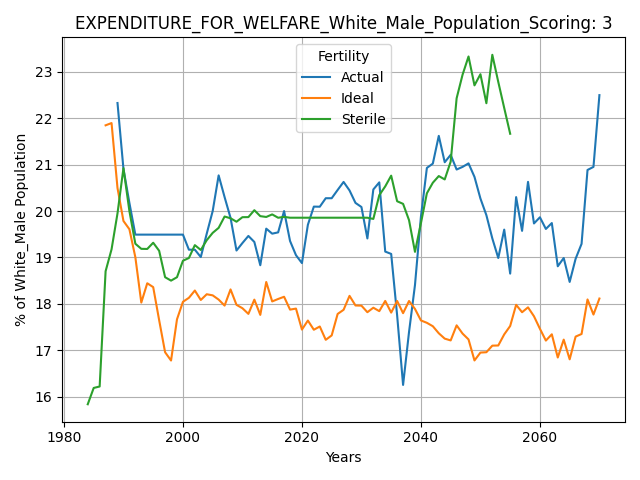 EXPENDITURE_FOR_WELFARE_White_Male_Population_Scoring: 3
Fertility
Actual
Ideal
Sterile
% of White_Male Population
23
22
21
20
19
18
17
16
1980
2000
2020
2040
2060
Years